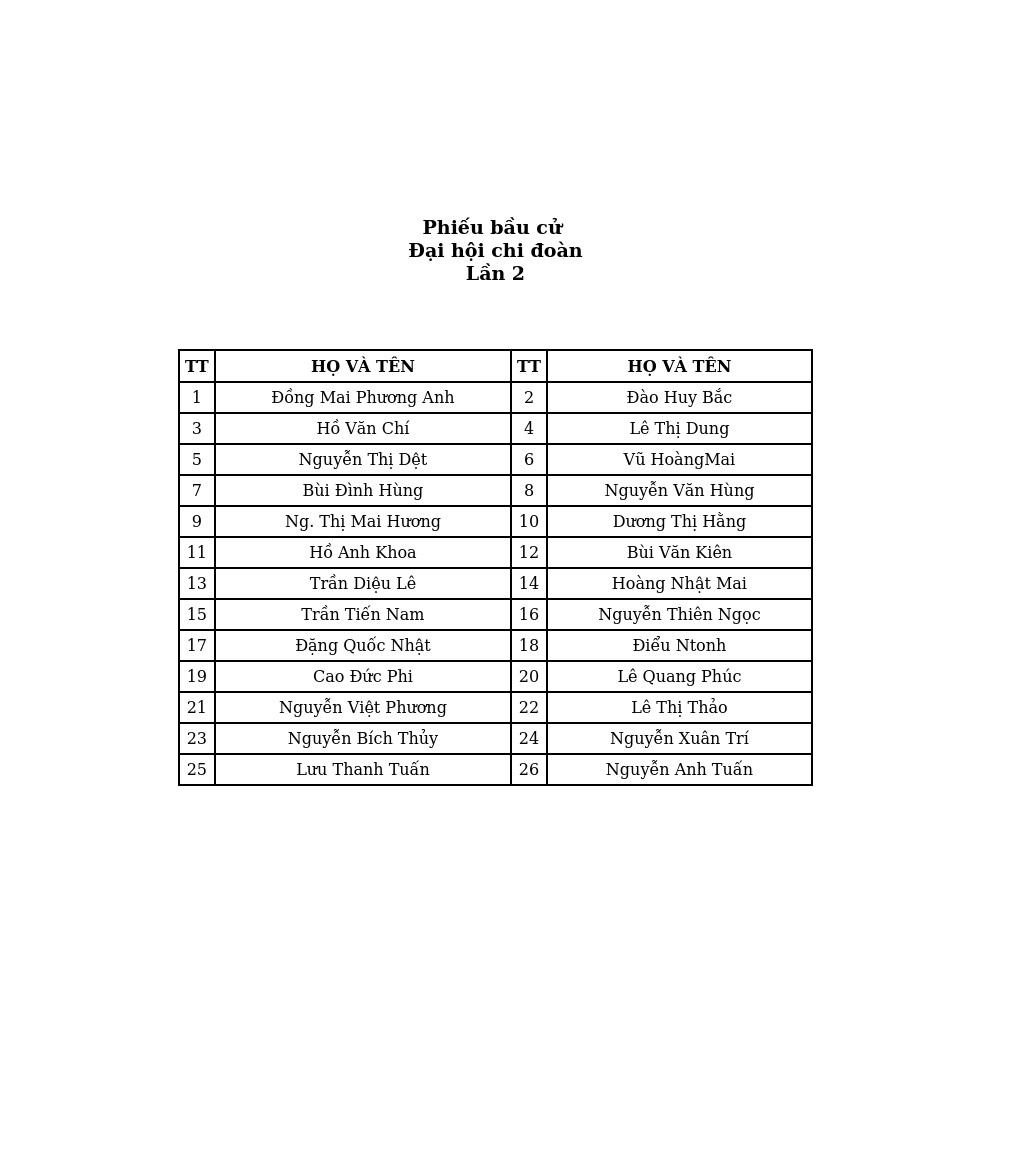 Phiếu bầu cử
Đại hội chi đoàn
Lần 2
TT HỌ VÀ TÊN TT HỌ VÀ TÊN
1 Đồng Mai Phương Anh 2 Đào Huy Bắc
3 Hồ Văn Chí 4 Lê Thị Dung
5 Nguyễn Thị Dệt 6 Vũ HoàngMai
7 Bùi Đình Hùng 8 Nguyễn Văn Hùng
9 Ng. Thị Mai Hương 10 Dương Thị Hằng
11 Hồ Anh Khoa 12 Bùi Văn Kiên
13 Trần Diệu Lê 14 Hoàng Nhật Mai
15 Trần Tiến Nam 16 Nguyễn Thiên Ngọc
17 Đặng Quốc Nhật 18 Điểu Ntonh
19 Cao Đức Phi 20 Lê Quang Phúc
21 Nguyễn Việt Phương 22 Lê Thị Thảo
23 Nguyễn Bích Thủy 24 Nguyễn Xuân Trí
25 Lưu Thanh Tuấn 26 Nguyễn Anh Tuấn